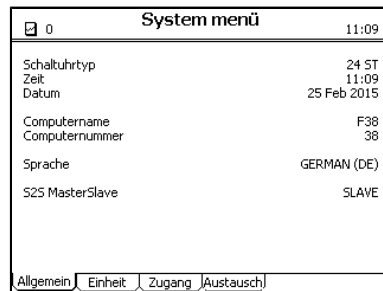 0 System menü 11:09
Schaltuhrtyp 24 ST
Zeit 11:09
Datum 25 Feb 2015
Computername F38
Computernummer 38
Sprache GERMAN (DE)
S2S MasterSlave SLAVE
Allgemein Einheit Zugang Austausch